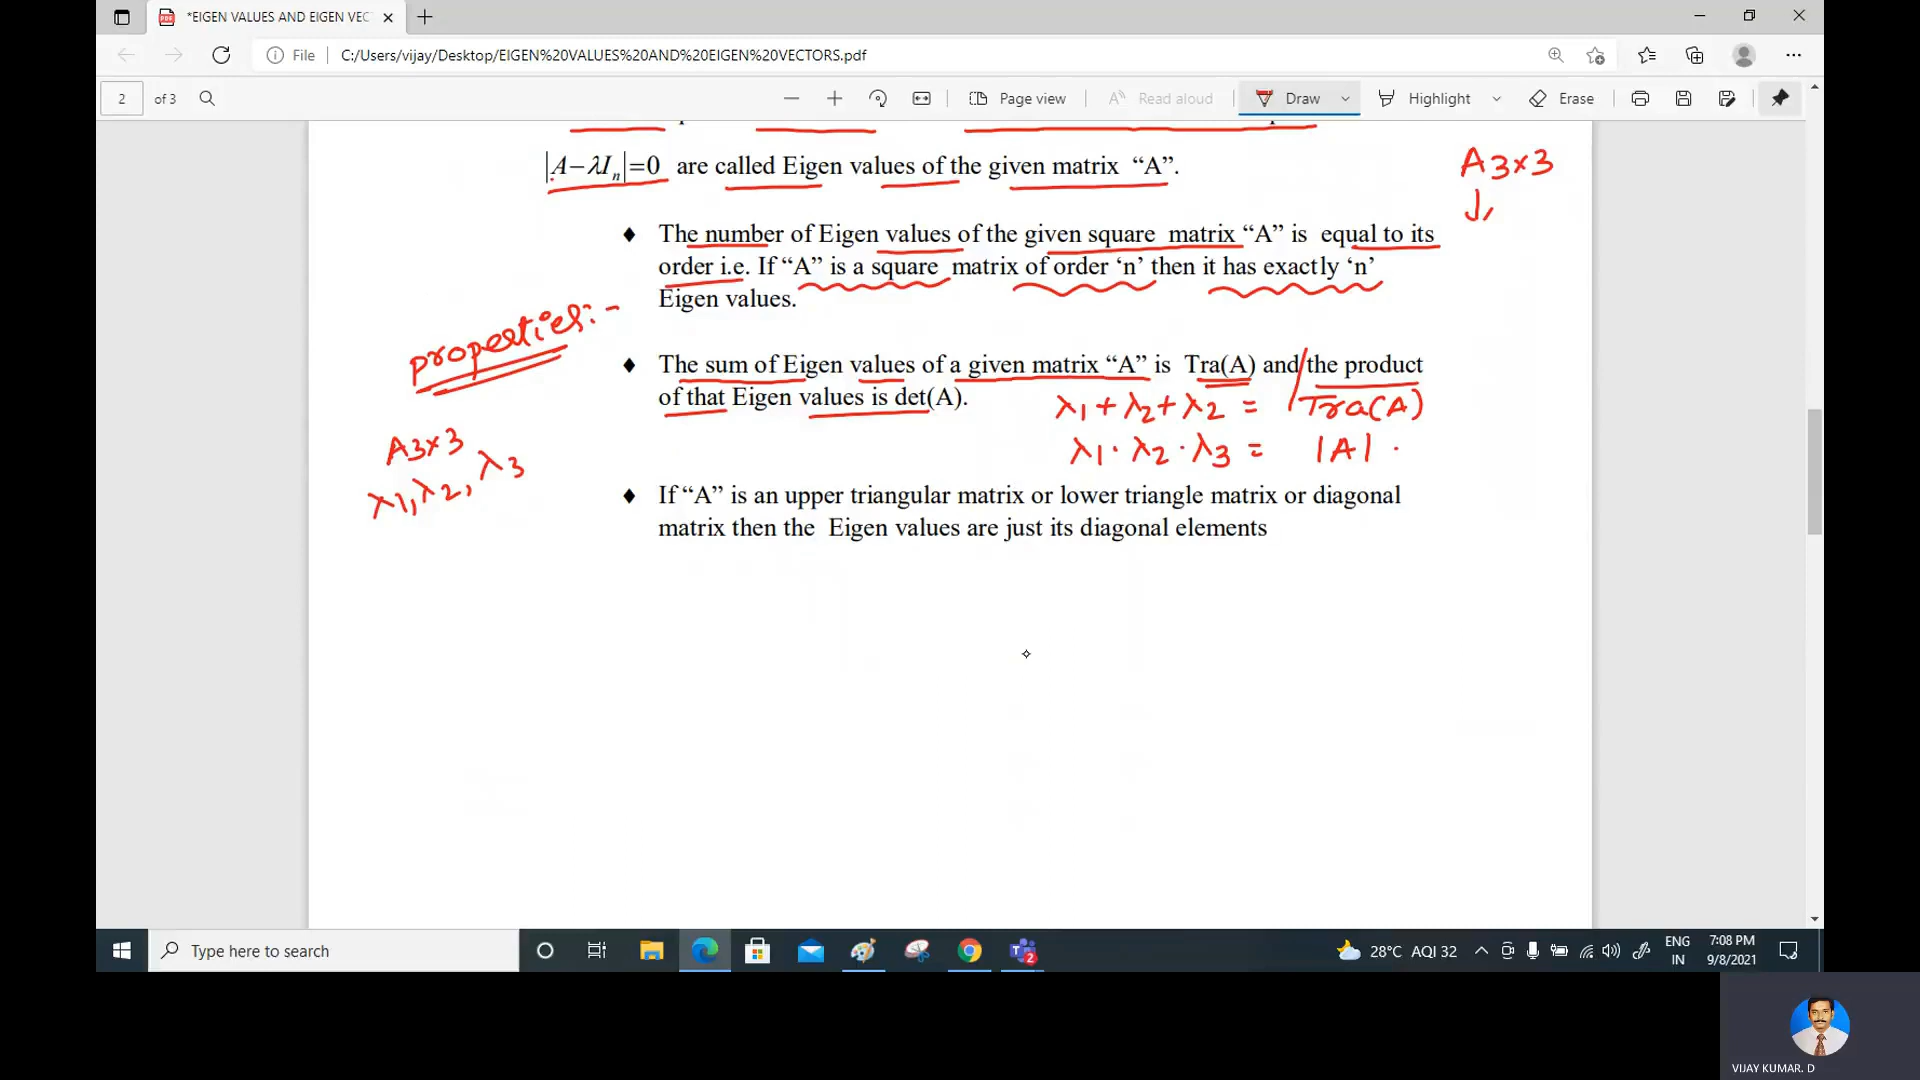 *EIGEN VALUES AND EIGEN VEC
File
C:/Users/vijay/Desktop/EIGEN%20VALUES%20AND%20EIGEN%20VECTORS.pdf
2 of 3
Page view
Read aloud
Draw
Highlight
Erase
|A−λIₙ|=0 are called Eigen values of the given matrix “A”.
A3×3
♦ The number of Eigen values of the given square matrix “A” is equal to its
order i.e. If “A” is a square matrix of order ‘n’ then it has exactly ‘n’
Eigen values.
properties:-
♦ The sum of Eigen values of a given matrix “A” is Tra(A) and the product
of that Eigen values is det(A).
λ1+λ2+λ2 = Tra(A)
λ1·λ2·λ3 = |A|.
A3×3
λ1,λ2,λ3
♦ If “A” is an upper triangular matrix or lower triangle matrix or diagonal
matrix then the Eigen values are just its diagonal elements
Type here to search
2
28°C AQI 32
ENG
IN
7:08 PM
9/8/2021
VIJAY KUMAR. D